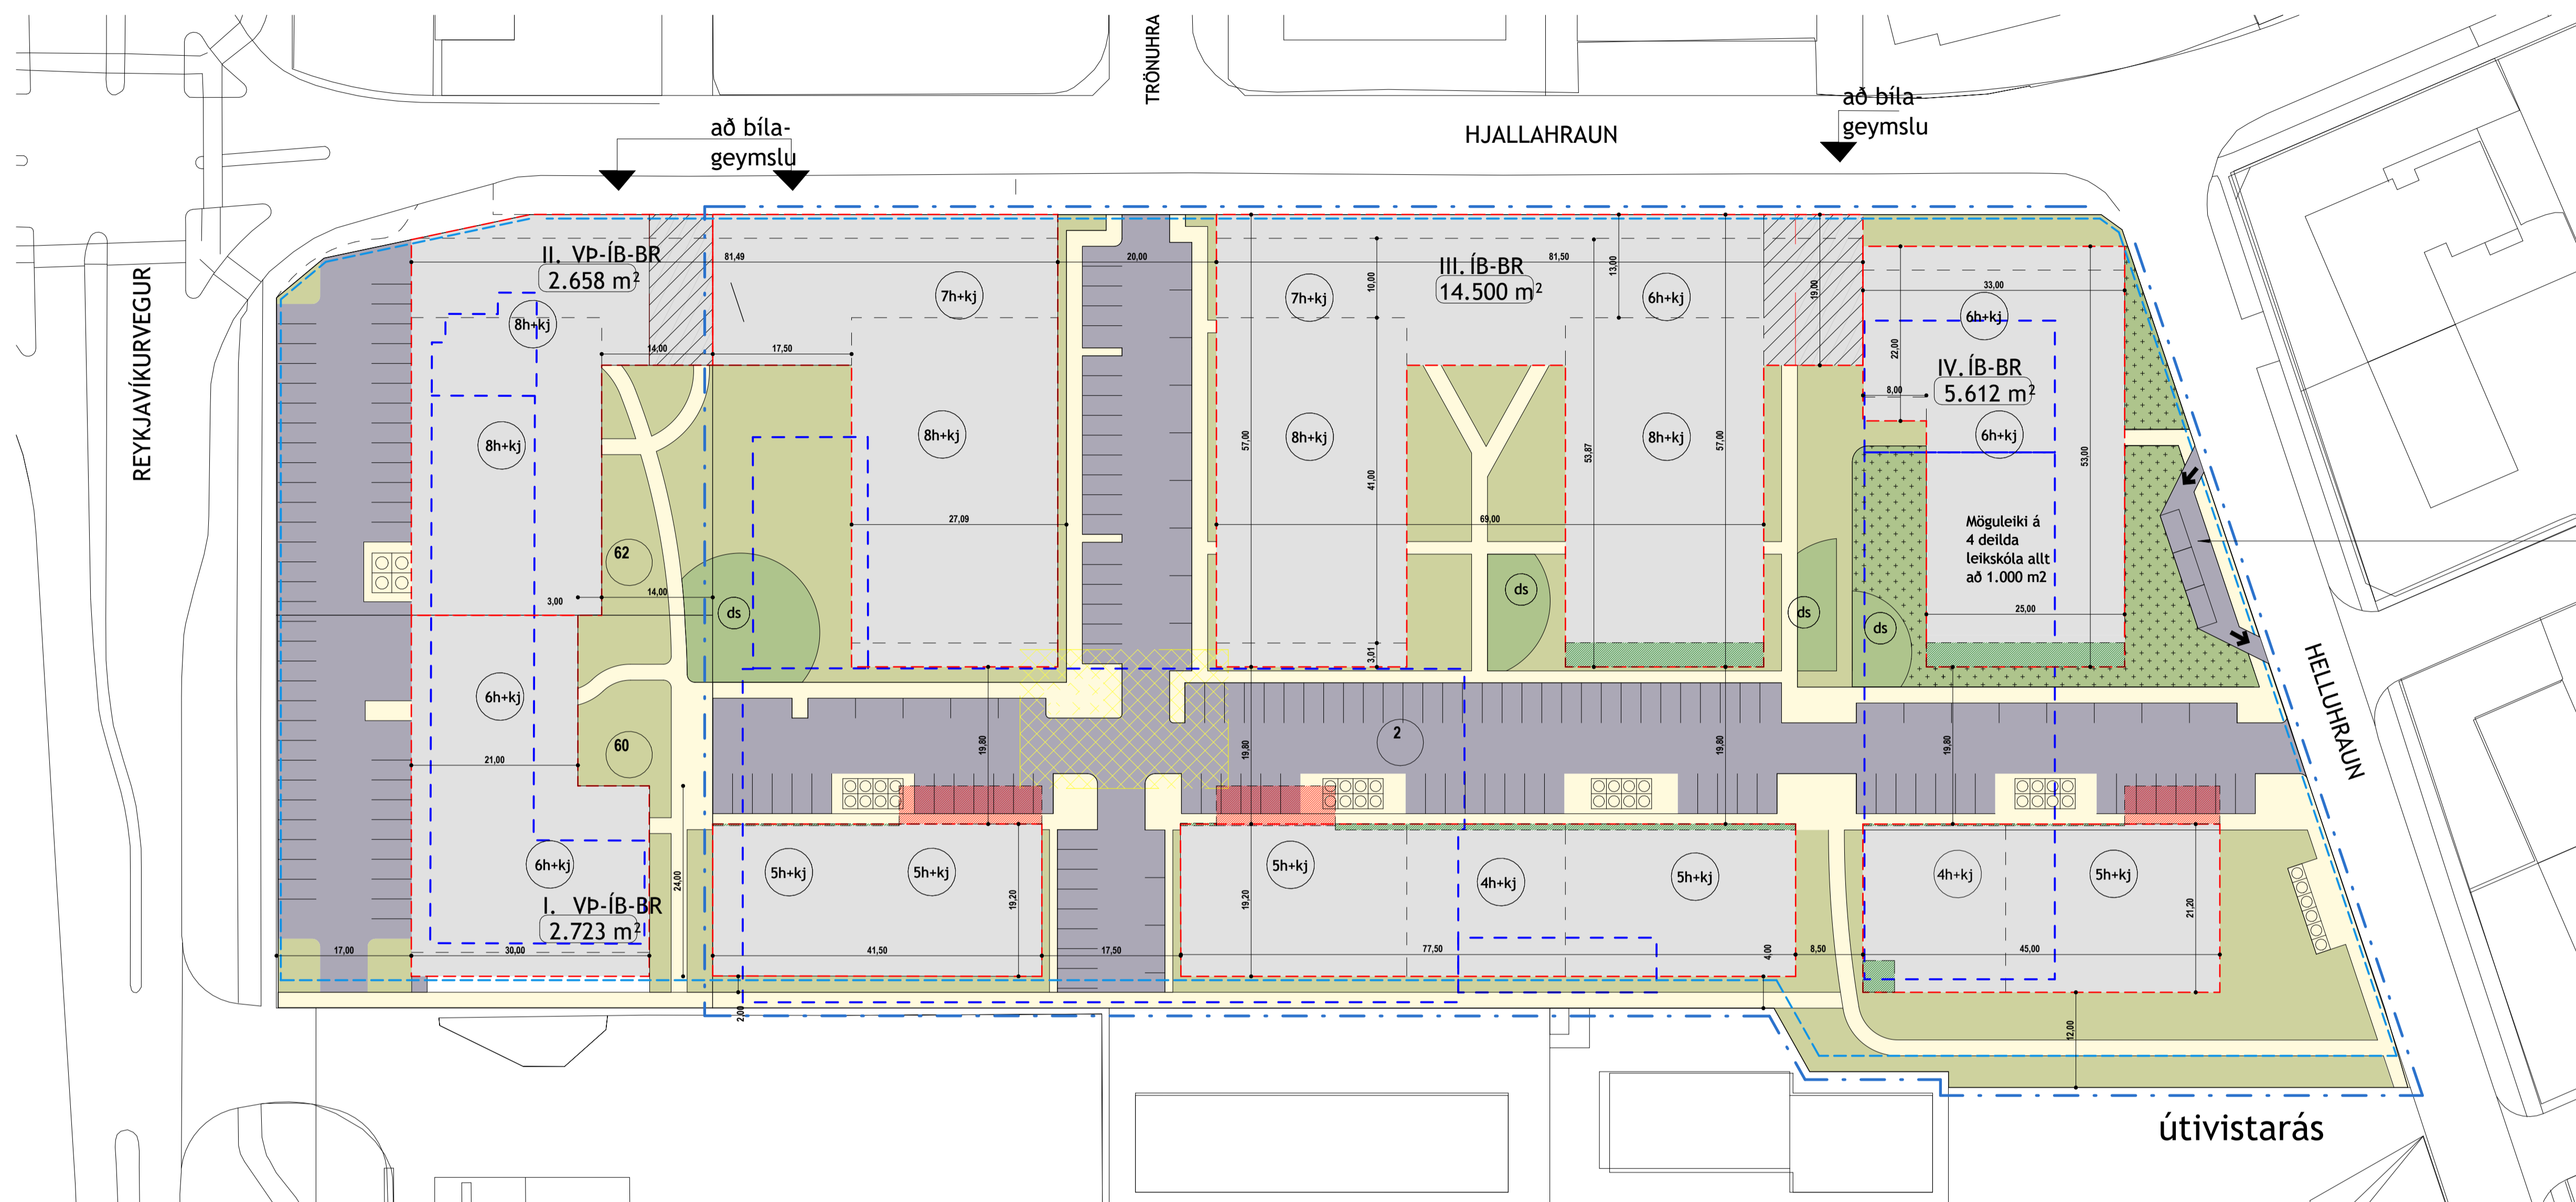 TRÖNUHRA
að bíla-
geymslu
að bíla-
geymslu
HJALLAHRAUN
REYKJAVÍKURVEGUR
HELLUHRAUN
II. VÞ-ÍB-BR
2.658 m²
81,49
20,00
III. ÍB-BR
14.500 m²
81,50
13,00
19,00
33,00
10,00
7h+kj
7h+kj
6h+kj
6h+kj
8h+kj
14,00
17,50
22,00
IV. ÍB-BR
5.612 m²
8,00
8h+kj
8h+kj
8h+kj
8h+kj
6h+kj
57,00
41,00
53,87
57,00
53,00
27,09
69,00
Möguleiki á
4 deilda
leikskóla allt
að 1.000 m2
62
3,00
14,00
ds
ds
ds
ds
25,00
3,01
6h+kj
60
21,00
19,80
19,80
2
19,80
19,80
6h+kj
5h+kj
5h+kj
5h+kj
4h+kj
5h+kj
4h+kj
5h+kj
24,00
19,20
19,20
21,20
I. VÞ-ÍB-BR
2.723 m²
17,00
30,00
41,50
17,50
77,50
4,00
8,50
45,00
2,00
12,00
útivistarás